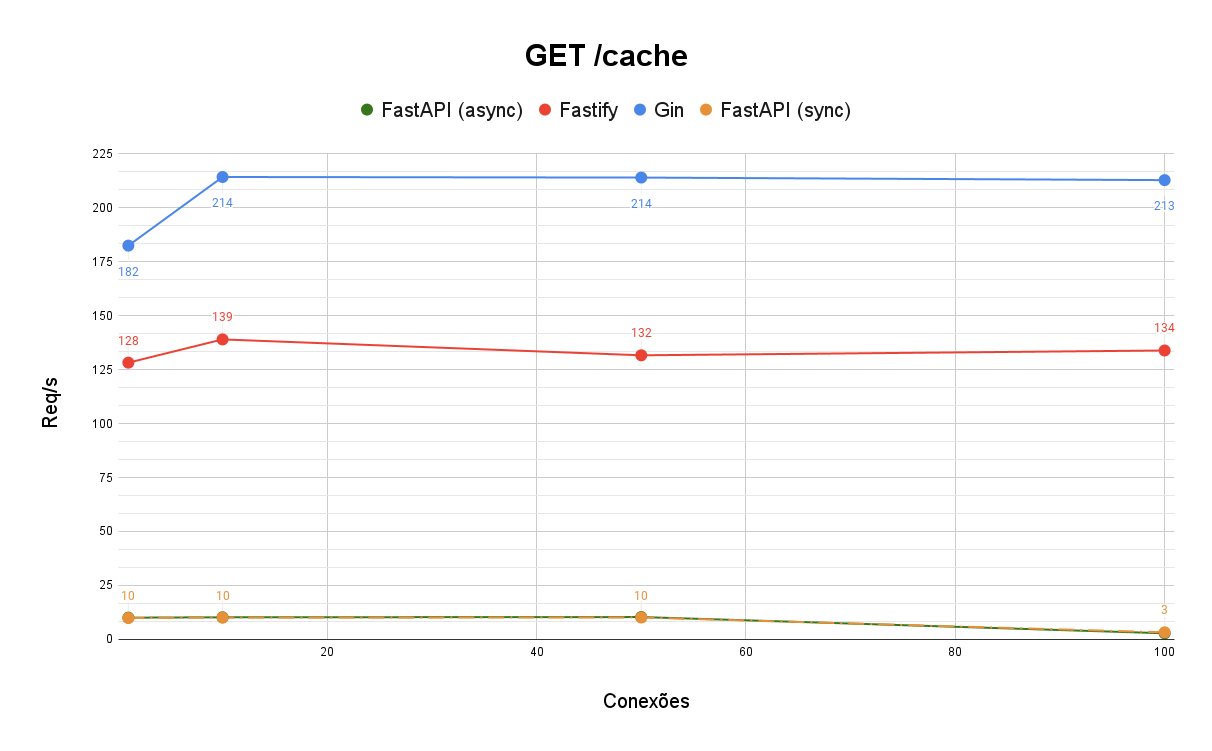 GET /cache
FastAPI (async) Fastify Gin FastAPI (sync)
225
214 214 213
200
182
175
150
139
128 132 134
125
Req/s
100
75
50
25
10 10 10 3
0
20 40 60 80 100
Conexões